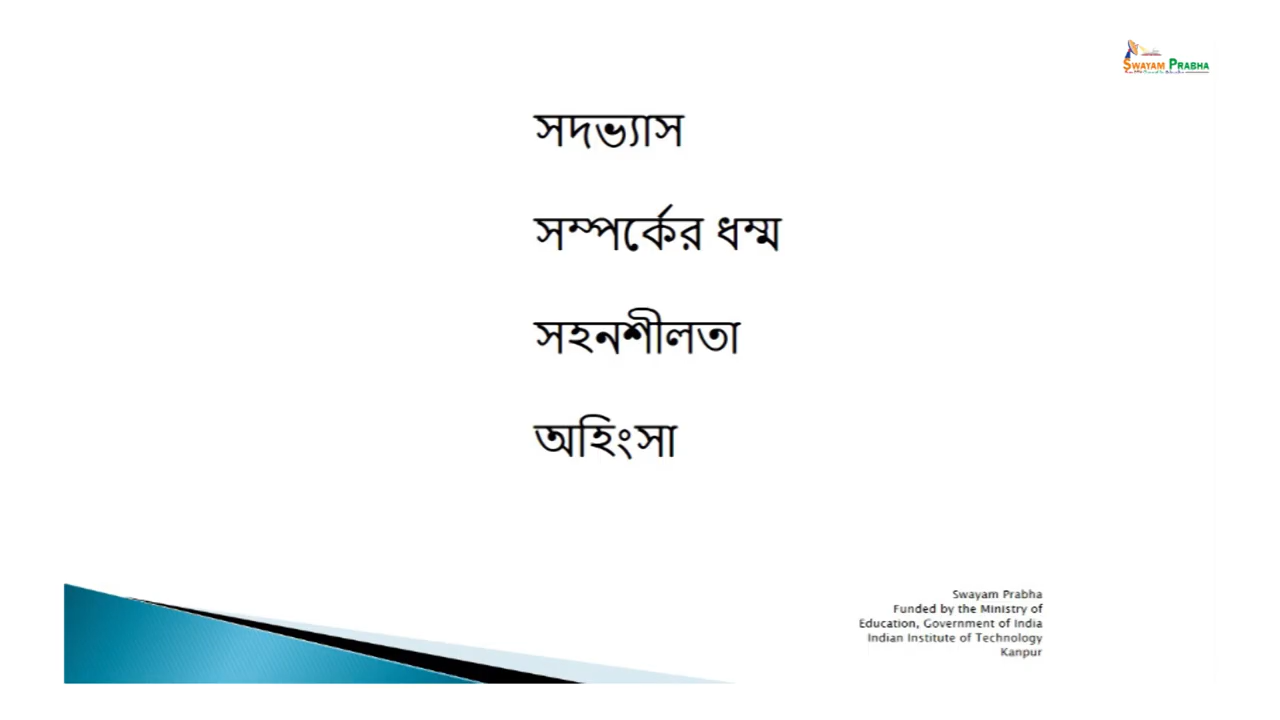 SWAYAM PRABHA
সদভ্যাস
সম্পর্কের ধম্ম
সহনশীলতা
অহিংসা
Swayam Prabha
Funded by the Ministry of
Education, Government of India
Indian Institute of Technology
Kanpur